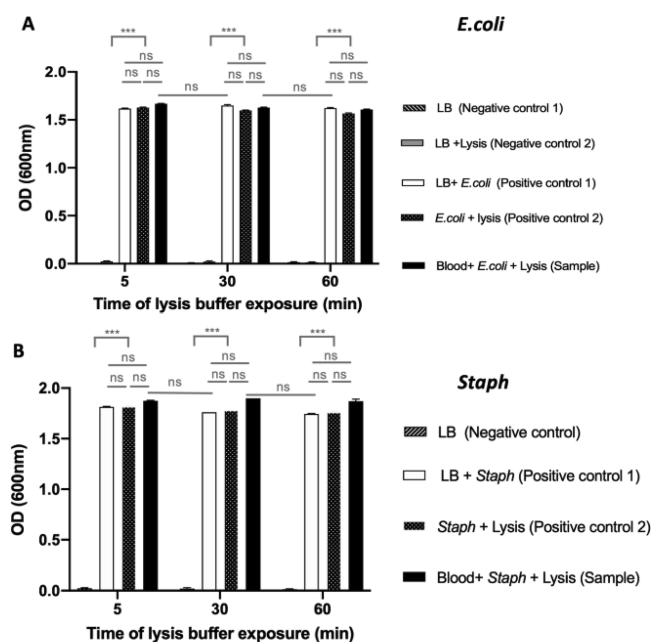 A
E.coli
*** *** ***
ns ns ns
ns ns ns ns ns ns
ns ns
2.0
1.5
1.0
0.5
0.0
OD (600nm)
5 30 60
Time of lysis buffer exposure (min)
LB (Negative control 1)
LB +Lysis (Negative control 2)
LB+ E.coli (Positive control 1)
E.coli + lysis (Positive control 2)
Blood+ E.coli + Lysis (Sample)
B
Staph
*** *** ***
ns ns ns
ns ns ns ns ns ns
ns ns
2.0
1.5
1.0
0.5
0.0
OD (600nm)
5 30 60
Time of lysis buffer exposure (min)
LB (Negative control)
LB + Staph (Positive control 1)
Staph + Lysis (Positive control 2)
Blood+ Staph + Lysis (Sample)